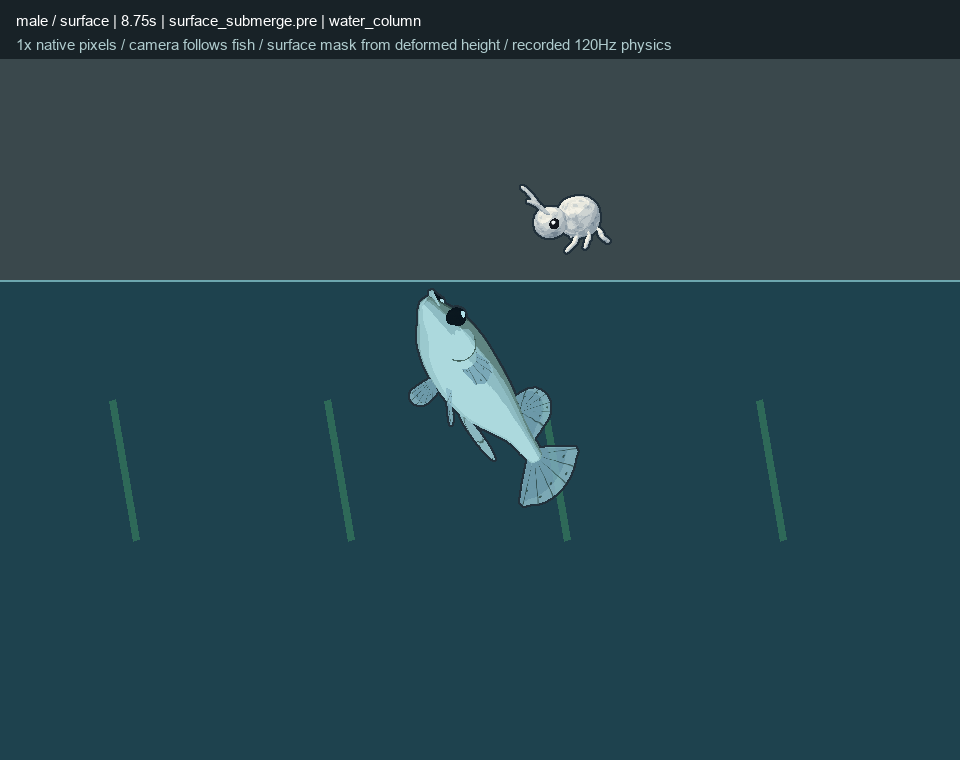 male / surface | 8.75s | surface_submerge.pre | water_column
1x native pixels / camera follows fish / surface mask from deformed height / recorded 120Hz physics